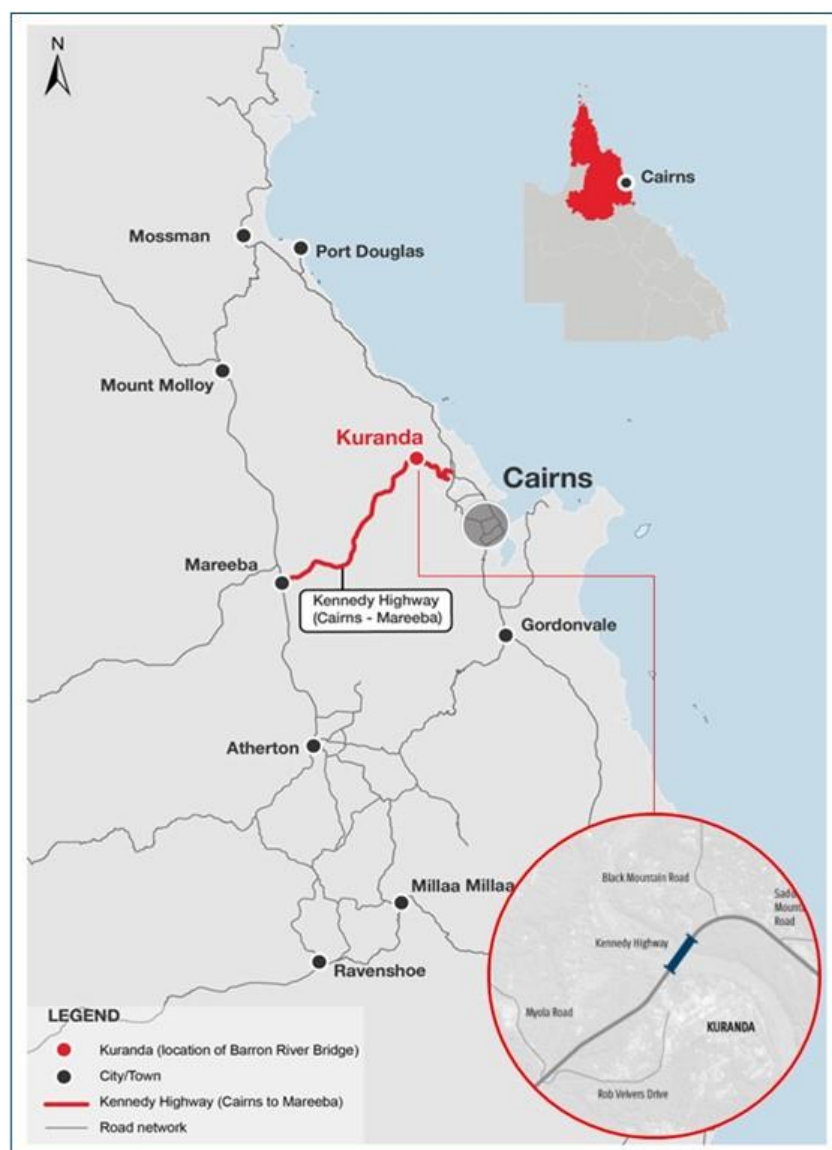 N
Cairns
Mossman
Port Douglas
Mount Molloy
Kuranda
Cairns
Mareeba
Kennedy Highway
(Cairns - Mareeba)
Gordonvale
Atherton
Black Mountain Road
Kennedy Highway
Road
Millaa Millaa
Ravenshoe
Myola Road
KURANDA
Rob Veivers Drive
LEGEND
Kuranda (location of Barron River Bridge)
City/Town
Kennedy Highway (Cairns to Mareeba)
Road network